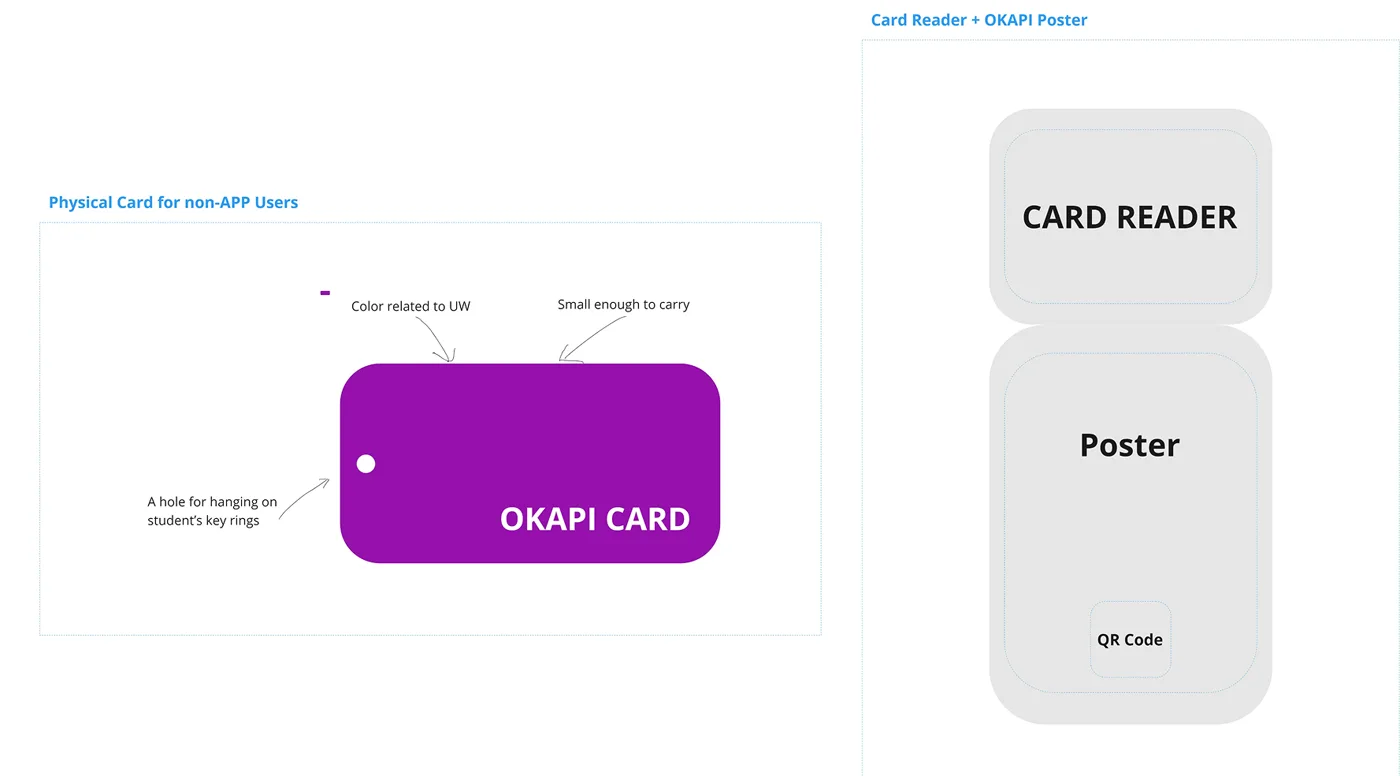 Card Reader + OKAPI Poster
CARD READER
Poster
QR Code
Physical Card for non-APP Users
Color related to UW
Small enough to carry
A hole for hanging on
student’s key rings
OKAPI CARD